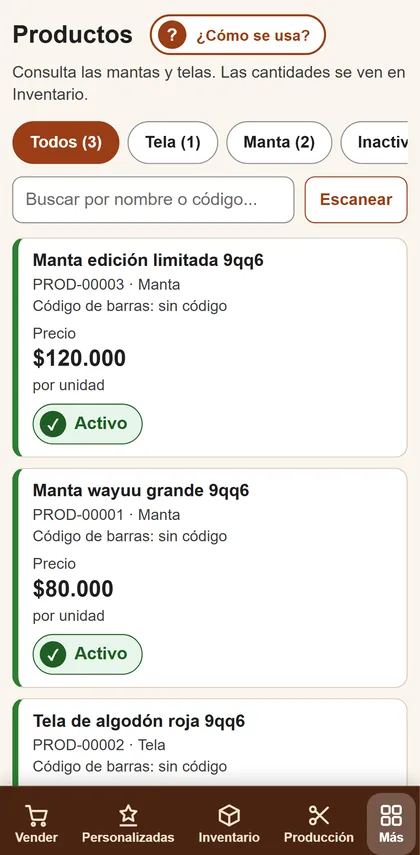 Productos
? ¿Cómo se usa?
Consulta las mantas y telas. Las cantidades se ven en
Inventario.
Todos (3) Tela (1) Manta (2) Inactiv
Buscar por nombre o código... Escanear
Manta edición limitada 9qq6
PROD-00003 · Manta
Código de barras: sin código
Precio
$120.000
por unidad
✓ Activo
Manta wayuu grande 9qq6
PROD-00001 · Manta
Código de barras: sin código
Precio
$80.000
por unidad
✓ Activo
Tela de algodón roja 9qq6
PROD-00002 · Tela
Código de barras: sin código
Vender Personalizadas Inventario Producción Más